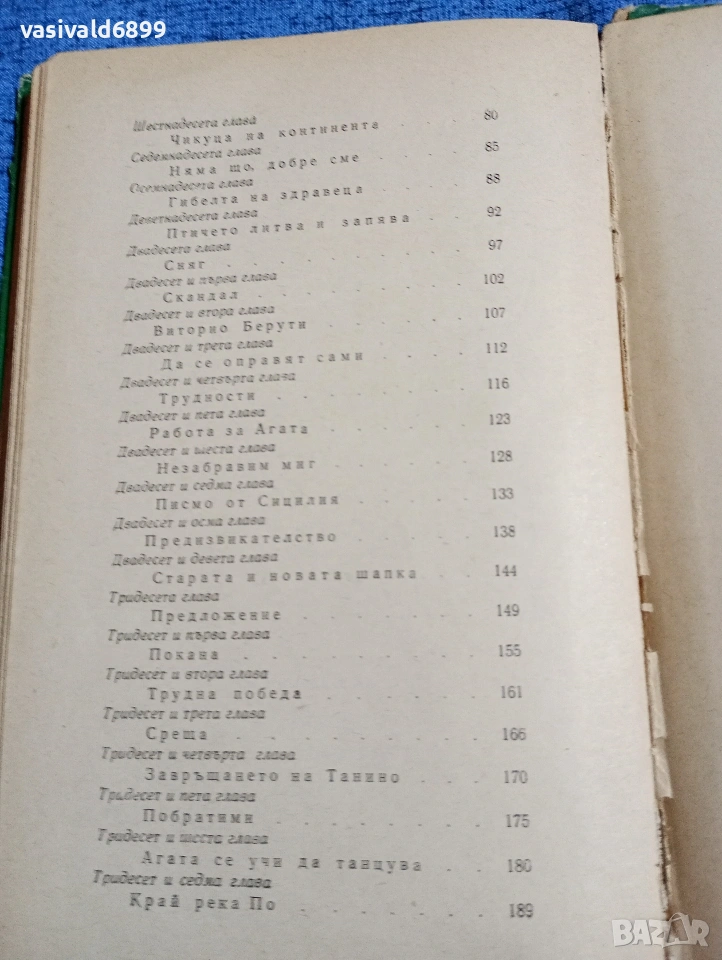 vasivald6899
Шестнадесета глава
Чикуца на континента . . . 80
Седемнадесета глава
Няма що, добре сме . . . . 85
Осемнадесета глава
Гибелта на здравеца . . . . 88
Деветнадесета глава
Птичето литва и запява . . 92
Двадесета глава
Сняг . . . . . . . . . 97
Двадесет и първа глава
Скандал . . . . . . . . 102
Двадесет и втора глава
Виторио Берути . . . . . 107
Двадесет и трета глава
Да се оправят сами . . . . 112
Двадесет и четвърта глава
Трудности . . . . . . . 116
Двадесет и пета глава
Работа за Агата . . . . . 123
Двадесет и шеста глава
Незабравим миг . . . . . 128
Двадесет и седма глава
Писмо от Сицилия . . . . 133
Двадесет и осма глава
Предизвикателство . . . . 138
Двадесет и девета глава
Старата и новата шапка . . 144
Тридесета глава
Предложение . . . . . . 149
Тридесет и първа глава
Покана . . . . . . . . 155
Тридесет и втора глава
Трудна победа . . . . . . 161
Тридесет и трета глава
Среща . . . . . . . . . 166
Тридесет и четвърта глава
Завръщането на Танино . . . 170
Тридесет и пета глава
Побратими . . . . . . . 175
Тридесет и шеста глава
Агата се учи да танцува . . 180
Тридесет и седма глава
Край река По . . . . . . 189
BAZAR